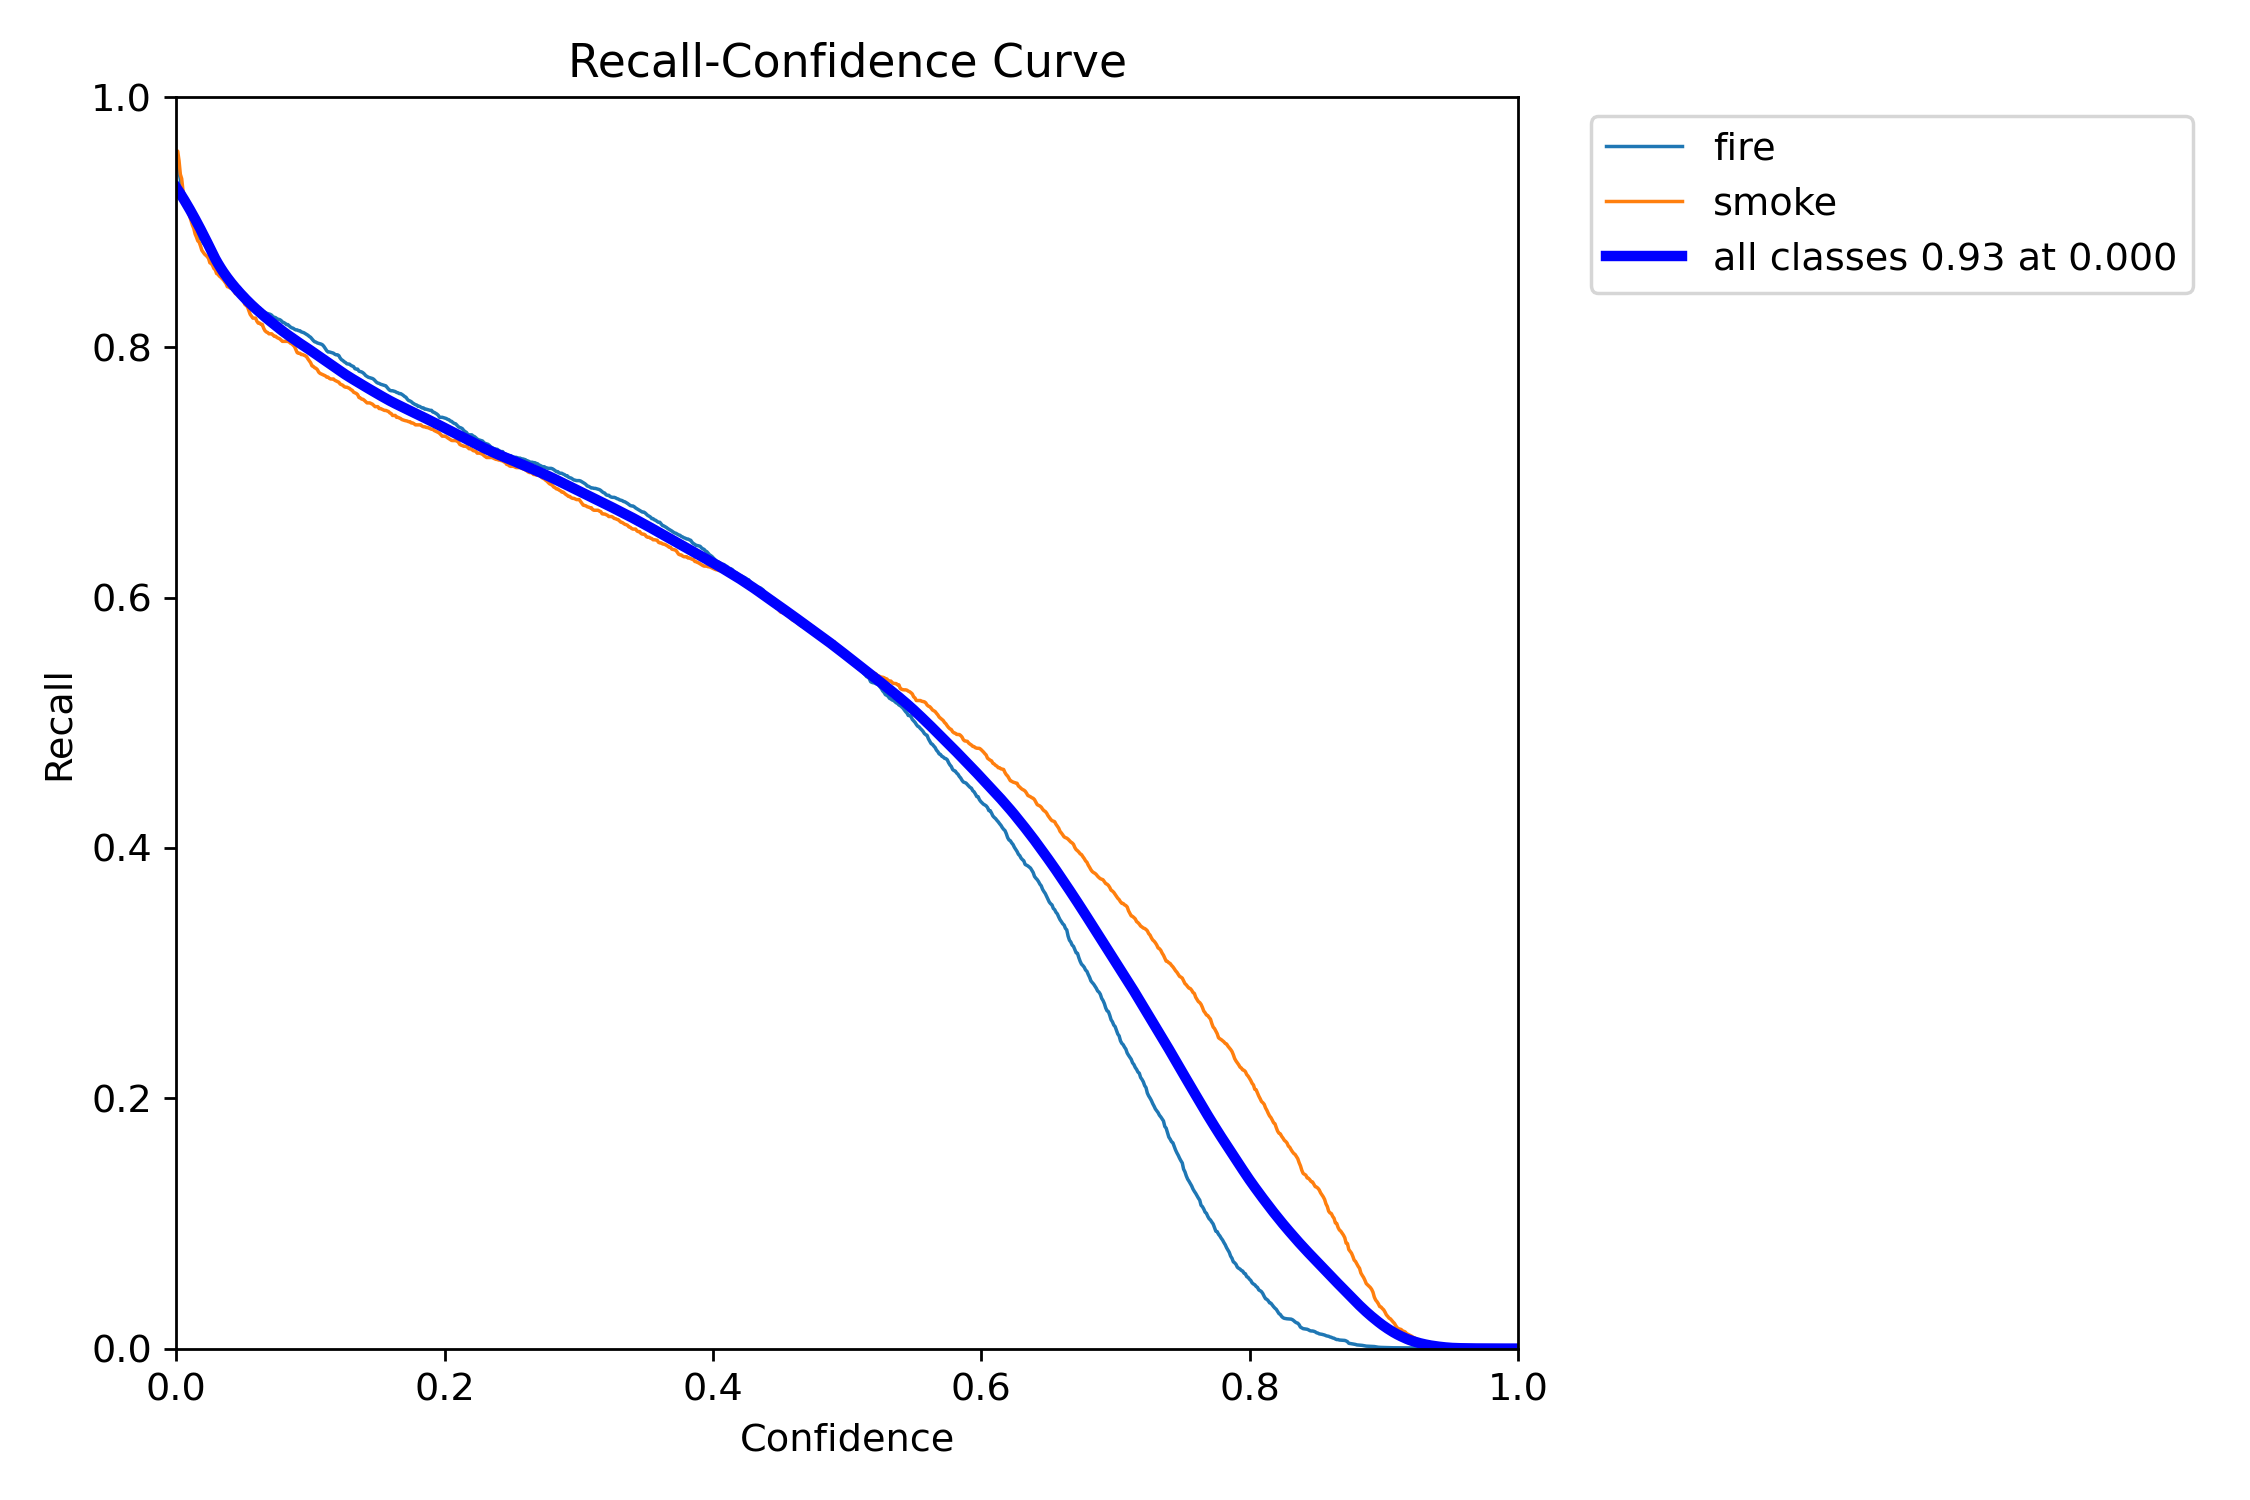 Recall-Confidence Curve
1.0
0.8
0.6
0.4
0.2
0.0
Recall
0.0 0.2 0.4 0.6 0.8 1.0
Confidence
fire
smoke
all classes 0.93 at 0.000